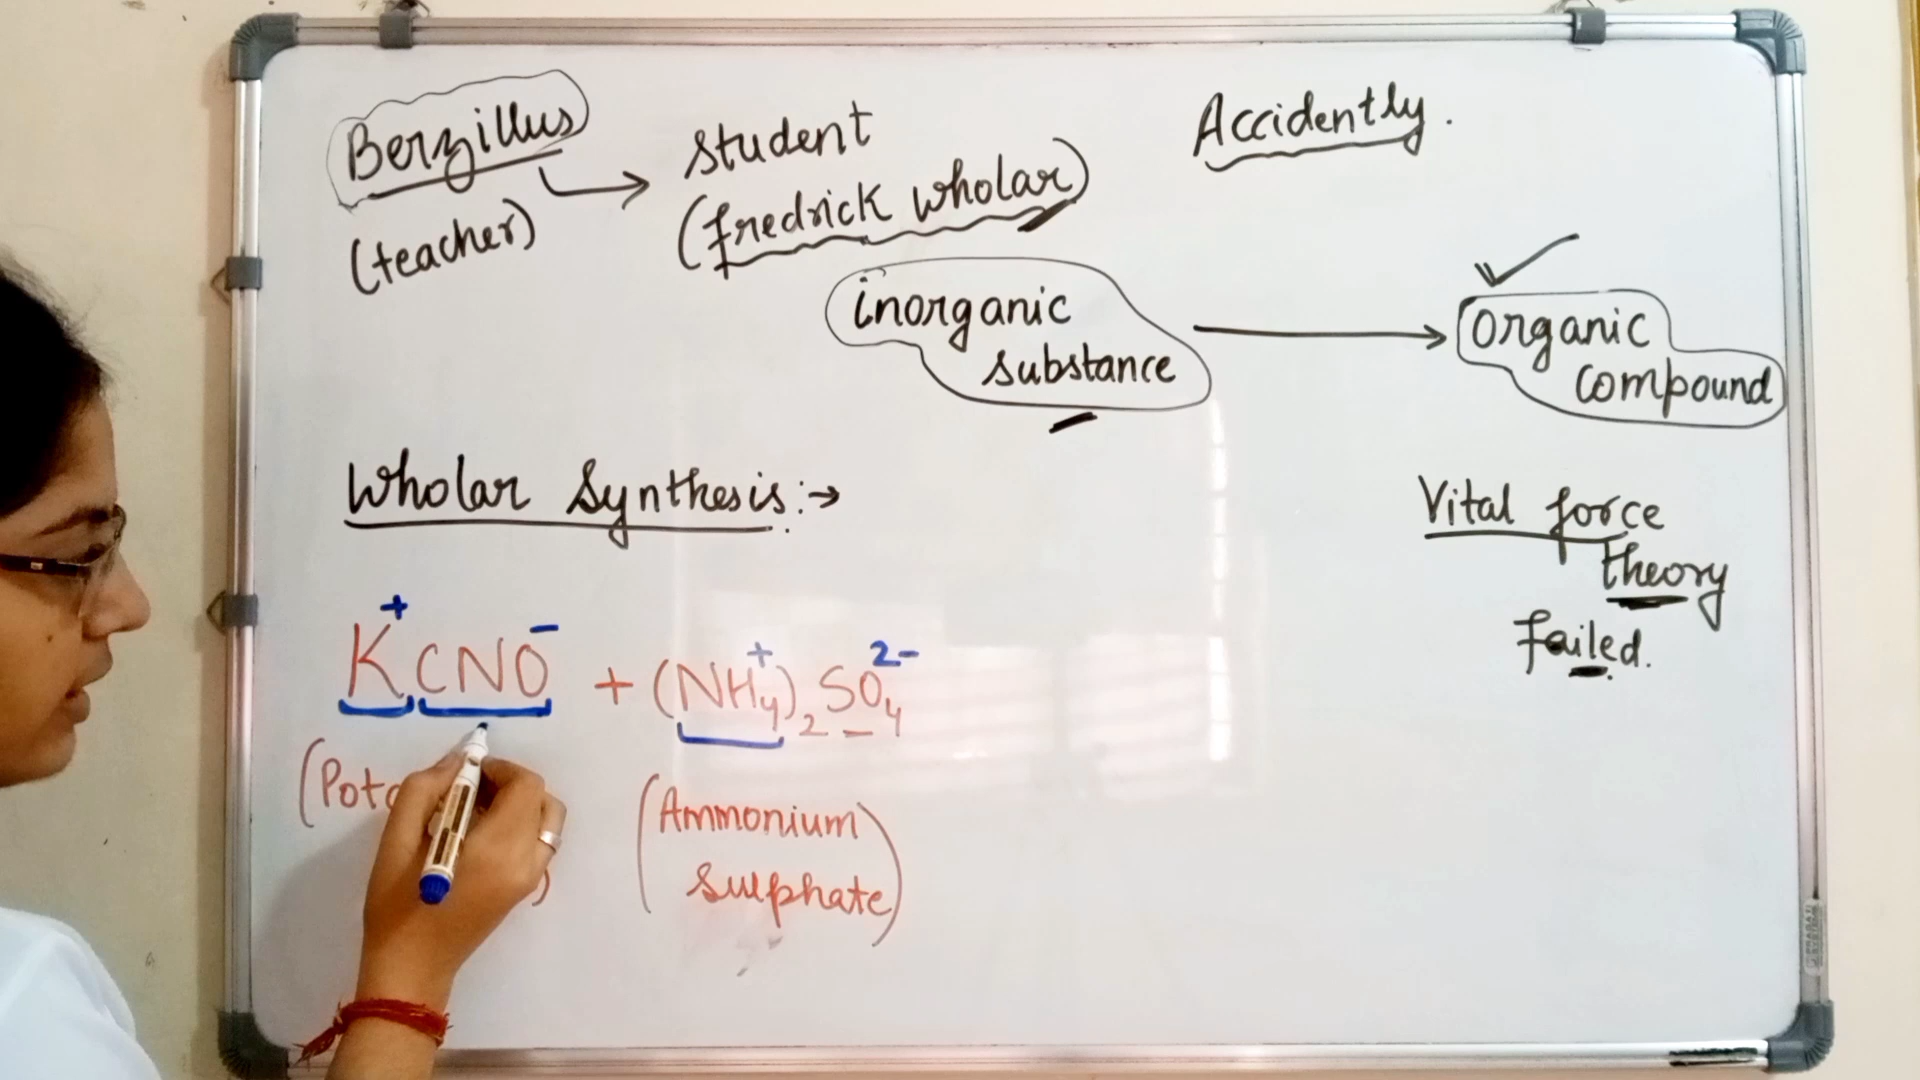 Berzillus
(teacher)
student
(fredrick wholar)
Accidently.
inorganic
substance
organic
compound
Wholar Synthesis:→
Vital force
theory
Failed.
K⁺CNO⁻ + (NH₄⁺)₂SO₄²⁻
(Ammonium
Sulphate)